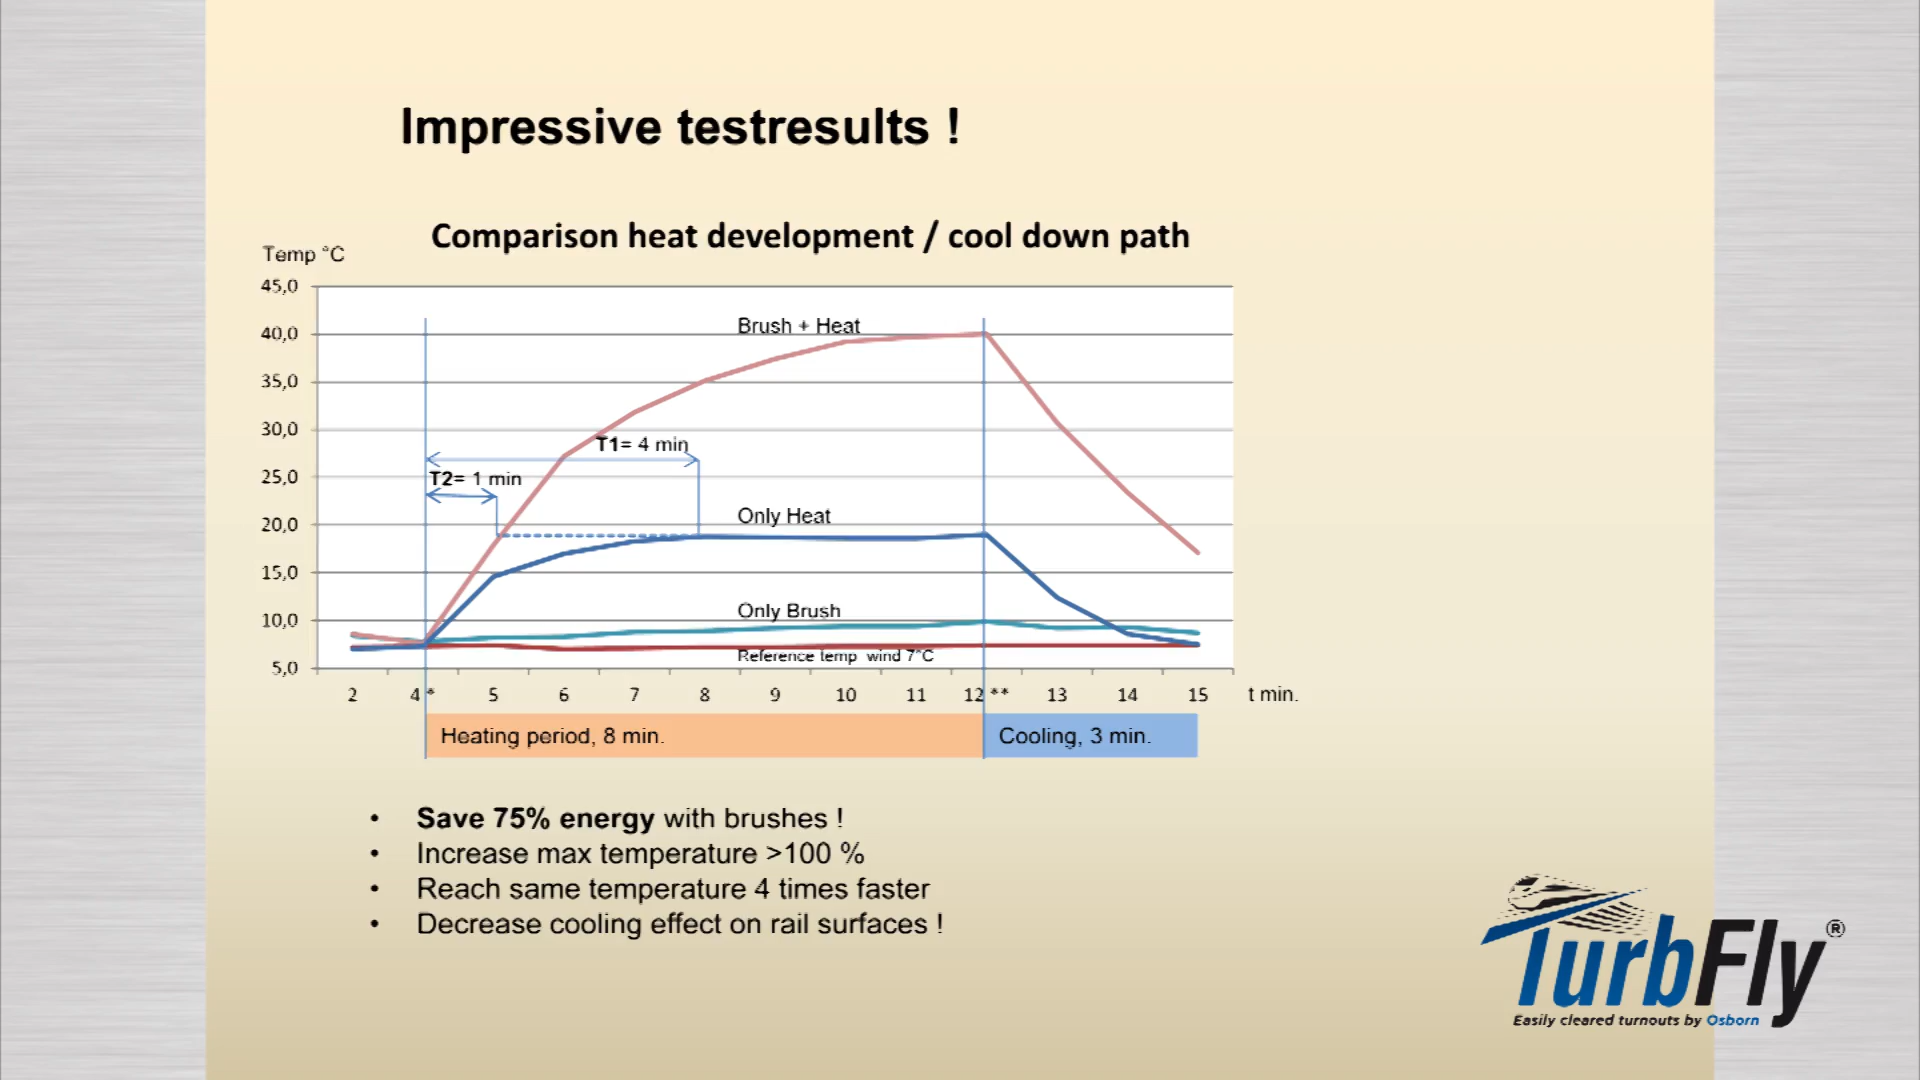 Impressive testresults !
Comparison heat development / cool down path
Temp °C
45,0
40,0
35,0
30,0
25,0
20,0
15,0
10,0
5,0
Brush + Heat
T1= 4 min
T2= 1 min
Only Heat
Only Brush
Reference temp wind 7°C
2 4* 5 6 7 8 9 10 11 12** 13 14 15 t min.
Heating period, 8 min. Cooling, 3 min.
• Save 75% energy with brushes !
• Increase max temperature >100 %
• Reach same temperature 4 times faster
• Decrease cooling effect on rail surfaces !
TurbFly®
Easily cleared turnouts by Osborn